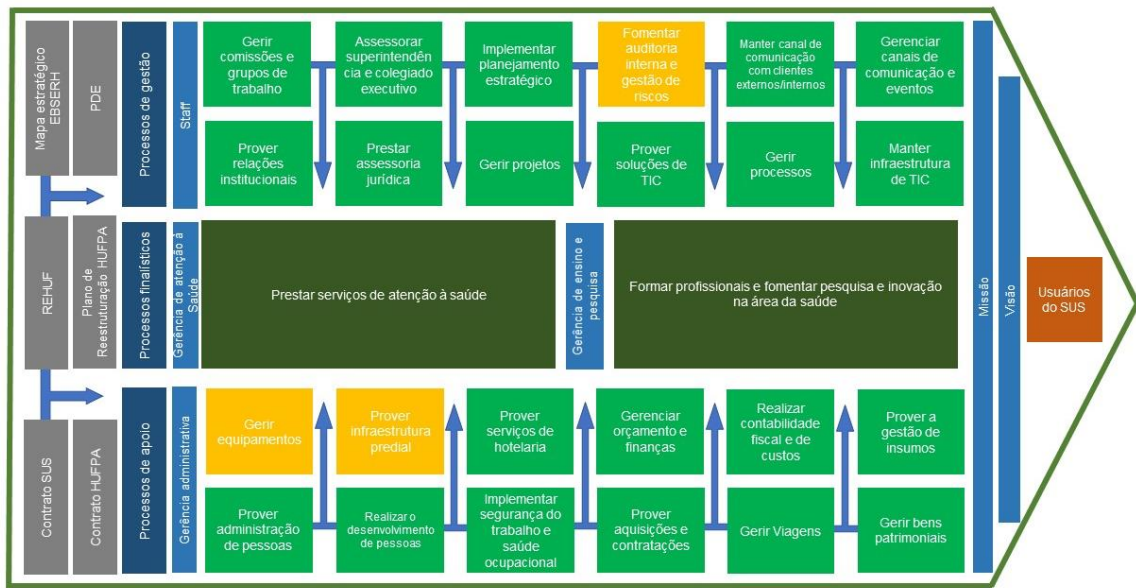 Mapa estratégico
EBSERH
PDE
Processos de gestão
Staff
Gerir
comissões e
grupos de
trabalho
Assessorar
superintendên
cia e colegiado
executivo
Implementar
planejamento
estratégico
Fomentar
auditoria
interna e
gestão de
riscos
Manter canal de
comunicação
com clientes
externos/internos
Gerenciar
canais de
comunicação e
eventos
Prover
relações
institucionais
Prestar
assessoria
jurídica
Gerir projetos
Prover
soluções de
TIC
Gerir
processos
Manter
infraestrutura
de TIC
REHUF
Plano de
Reestruturação HUFPA
Processos finalísticos
Gerência de atenção à
Saúde
Prestar serviços de atenção à saúde
Gerência de ensino e
pesquisa
Formar profissionais e fomentar pesquisa e inovação
na área da saúde
Missão
Visão
Usuários
do SUS
Contrato SUS
Contrato HUFPA
Processos de apoio
Gerência administrativa
Gerir
equipamentos
Prover
infraestrutura
predial
Prover
serviços de
hotelaria
Gerenciar
orçamento e
finanças
Realizar
contabilidade
fiscal e de
custos
Prover a
gestão de
insumos
Prover
administração
de pessoas
Realizar o
desenvolvimento
de pessoas
Implementar
segurança do
trabalho e
saúde
ocupacional
Prover
aquisições e
contratações
Gerir Viagens
Gerir bens
patrimoniais